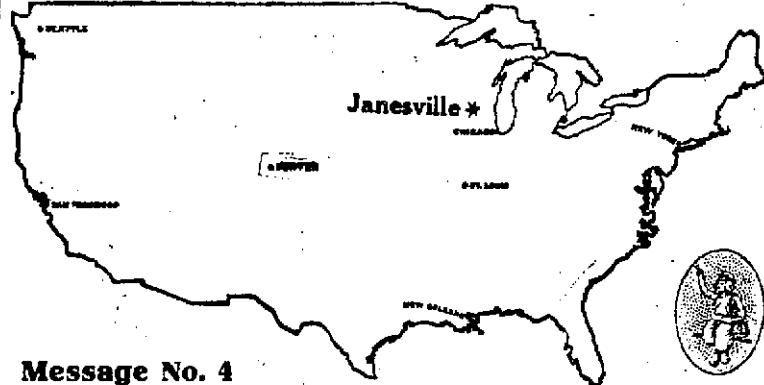 SEATTLE
Janesville *
CHICAGO
NEW YORK
DENVER
ST. LOUIS
SAN FRANCISCO
NEW ORLEANS
Message No. 4